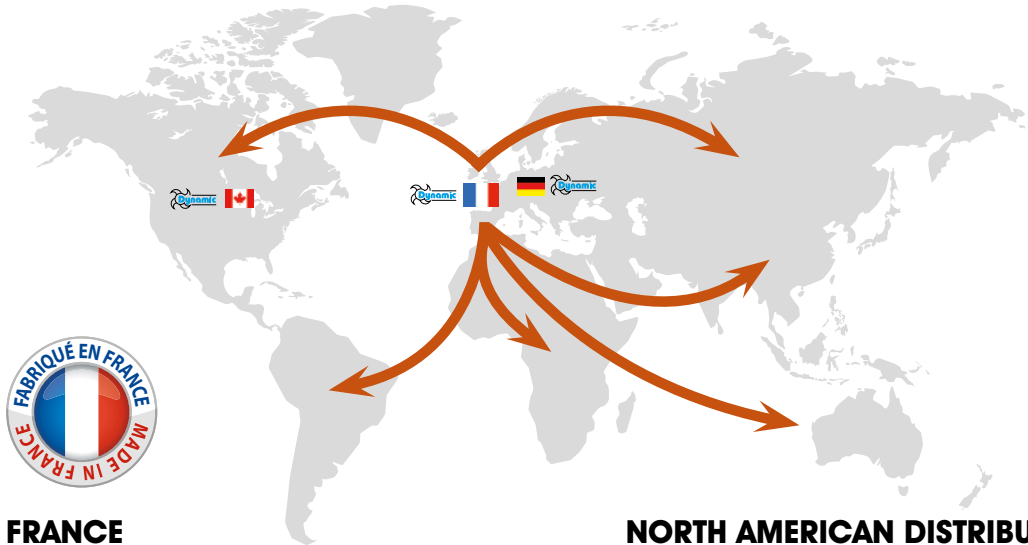 Dynamic
Dynamic
Dynamic
FABRIQUÉ EN FRANCE
MADE IN FRANCE
FRANCE
NORTH AMERICAN DISTRIBU